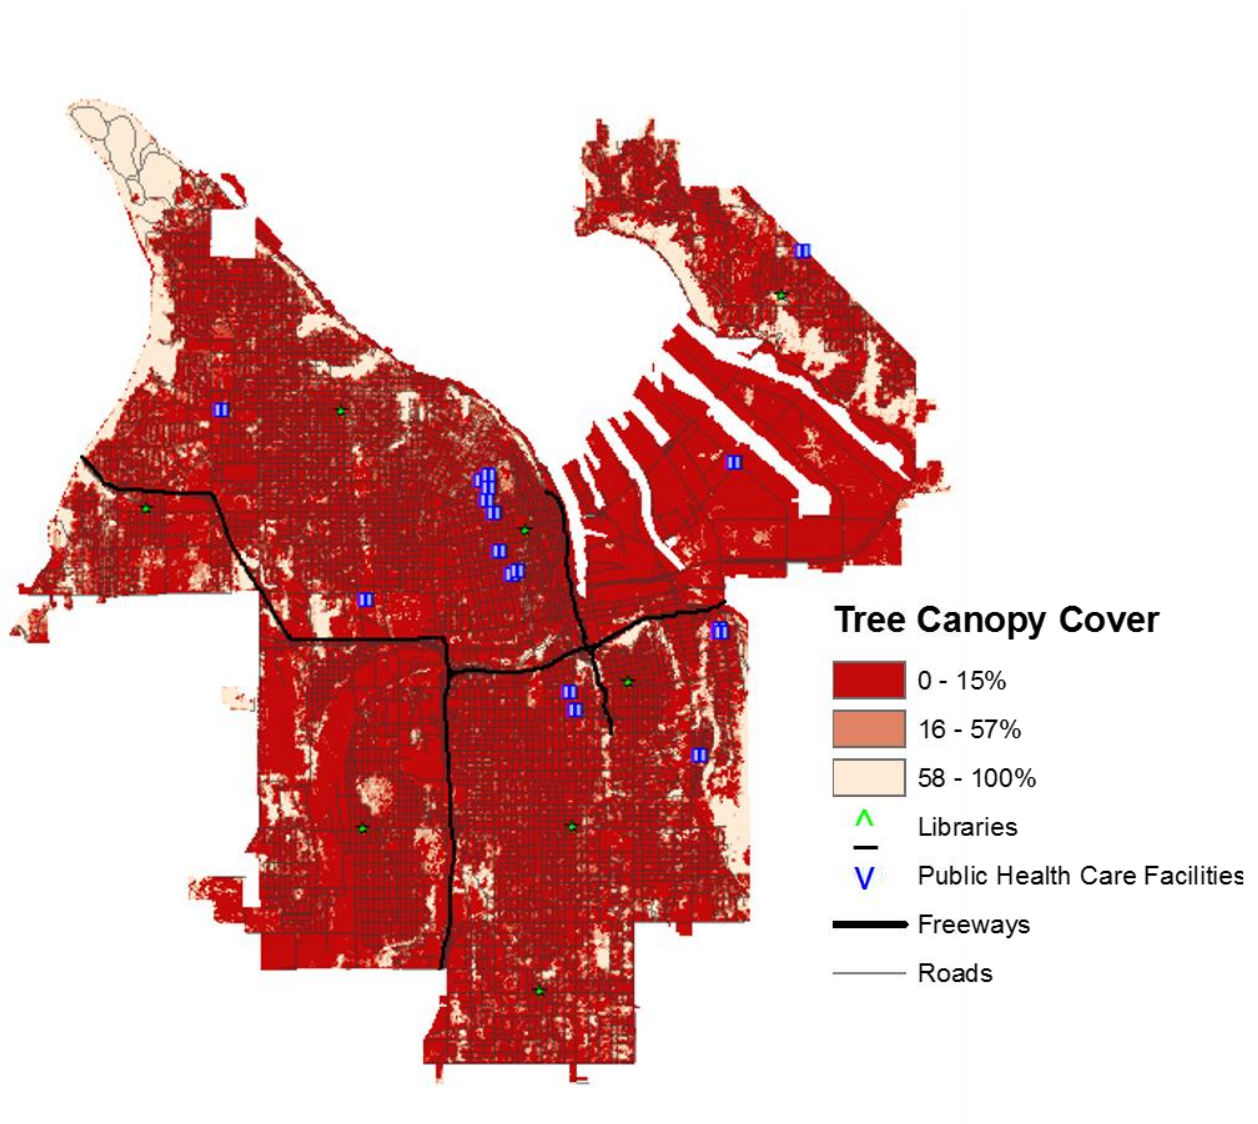 Tree Canopy Cover
0 - 15%
16 - 57%
58 - 100%
^ Libraries
V Public Health Care Facilities
Freeways
Roads